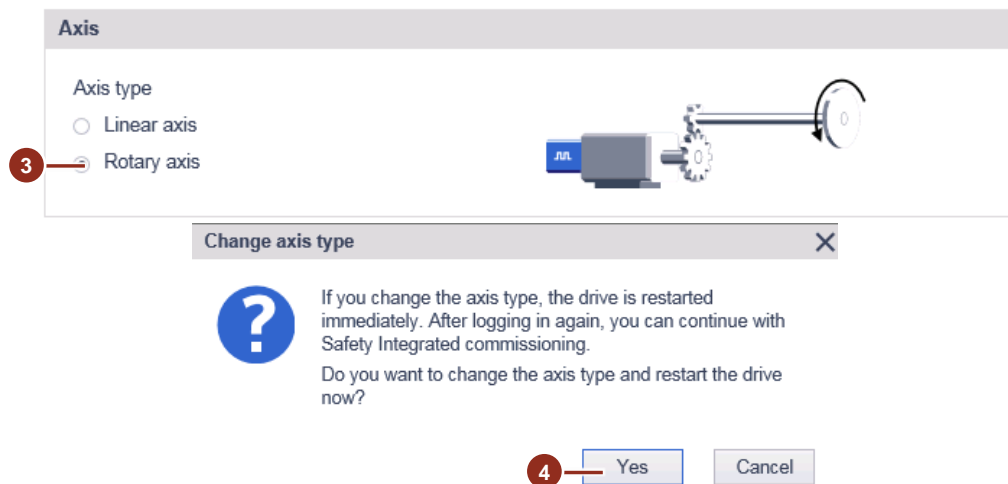 Axis
Axis type
Linear axis
3
Rotary axis
Change axis type
If you change the axis type, the drive is restarted
immediately. After logging in again, you can continue with
Safety Integrated commissioning.
Do you want to change the axis type and restart the drive
now?
4
Yes
Cancel